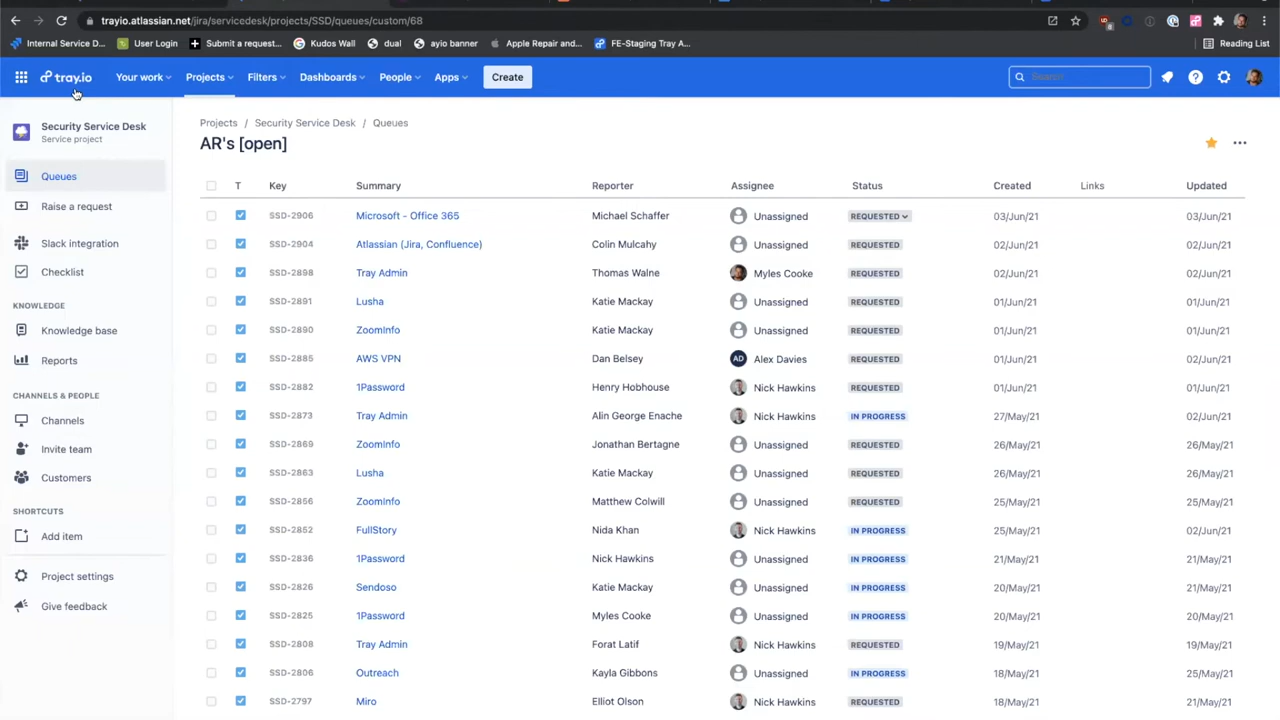 trayio.atlassian.net/jira/servicedesk/projects/SSD/queues/custom/68
Internal Service D... User Login Submit a request... Kudos Wall dual ayio banner Apple Repair and... FE-Staging Tray A... Reading List
tray.io Your work Projects Filters Dashboards People Apps Create Search
Security Service Desk
Service project
Queues
Raise a request
Slack integration
Checklist
KNOWLEDGE
Knowledge base
Reports
CHANNELS & PEOPLE
Channels
Invite team
Customers
SHORTCUTS
Add item
Project settings
Give feedback
Projects / Security Service Desk / Queues
AR's [open]
T Key Summary Reporter Assignee Status Created Links Updated
SSD-2906 Microsoft - Office 365 Michael Schaffer Unassigned REQUESTED 03/Jun/21 03/Jun/21
SSD-2904 Atlassian (Jira, Confluence) Colin Mulcahy Unassigned REQUESTED 02/Jun/21 02/Jun/21
SSD-2898 Tray Admin Thomas Walne Myles Cooke REQUESTED 02/Jun/21 02/Jun/21
SSD-2891 Lusha Katie Mackay Unassigned REQUESTED 01/Jun/21 01/Jun/21
SSD-2890 ZoomInfo Katie Mackay Unassigned REQUESTED 01/Jun/21 01/Jun/21
SSD-2885 AWS VPN Dan Belsey AD Alex Davies REQUESTED 01/Jun/21 02/Jun/21
SSD-2882 1Password Henry Hobhouse Nick Hawkins REQUESTED 01/Jun/21 01/Jun/21
SSD-2873 Tray Admin Alin George Enache Nick Hawkins IN PROGRESS 27/May/21 02/Jun/21
SSD-2869 ZoomInfo Jonathan Bertagne Unassigned REQUESTED 26/May/21 26/May/21
SSD-2863 Lusha Katie Mackay Unassigned REQUESTED 26/May/21 26/May/21
SSD-2856 ZoomInfo Matthew Colwill Unassigned REQUESTED 25/May/21 25/May/21
SSD-2852 FullStory Nida Khan Nick Hawkins IN PROGRESS 25/May/21 02/Jun/21
SSD-2836 1Password Nick Hawkins Unassigned IN PROGRESS 21/May/21 21/May/21
SSD-2826 Sendoso Katie Mackay Unassigned IN PROGRESS 20/May/21 21/May/21
SSD-2825 1Password Myles Cooke Unassigned IN PROGRESS 20/May/21 20/May/21
SSD-2808 Tray Admin Forat Latif Nick Hawkins REQUESTED 19/May/21 19/May/21
SSD-2806 Outreach Kayla Gibbons Unassigned IN PROGRESS 18/May/21 25/May/21
SSD-2797 Miro Elliot Olson Nick Hawkins REQUESTED 18/May/21 21/May/21